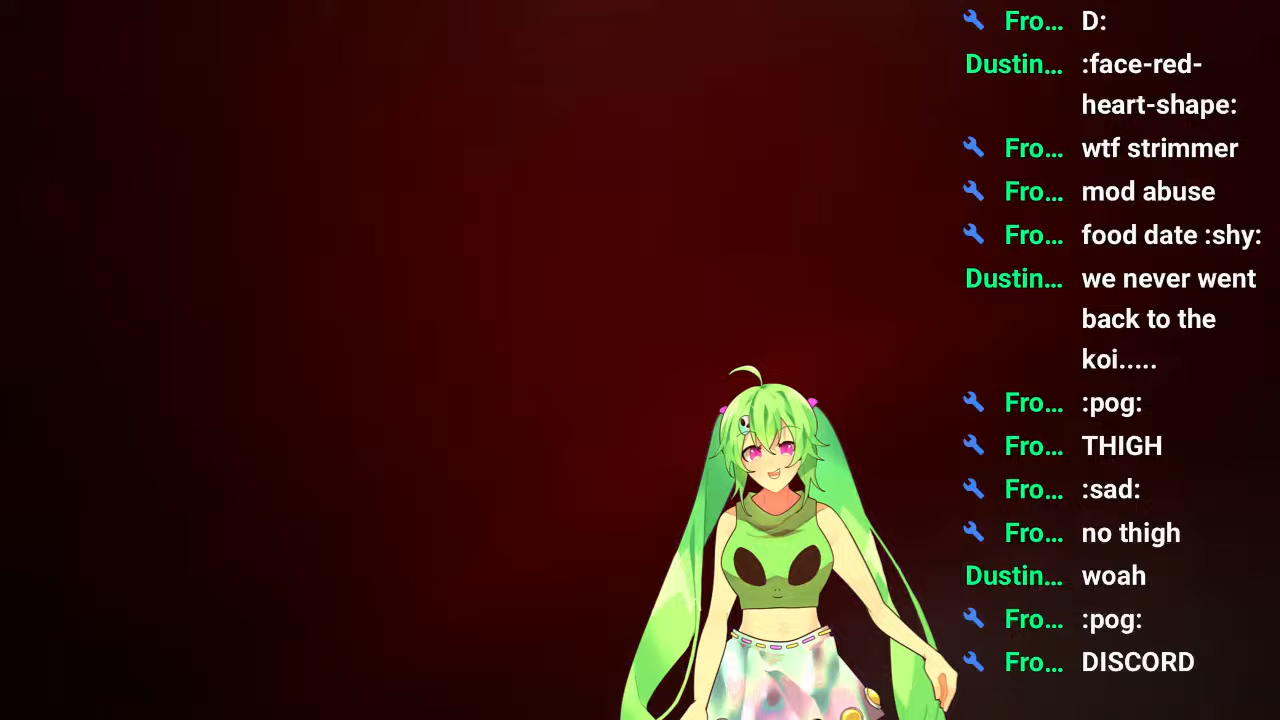 Fro... D:
Dustin... :face-red-
heart-shape:
Fro... wtf strimmer
Fro... mod abuse
Fro... food date :shy:
Dustin... we never went
back to the
koi.....
Fro... :pog:
Fro... THIGH
Fro... :sad:
Fro... no thigh
Dustin... woah
Fro... :pog:
Fro... DISCORD